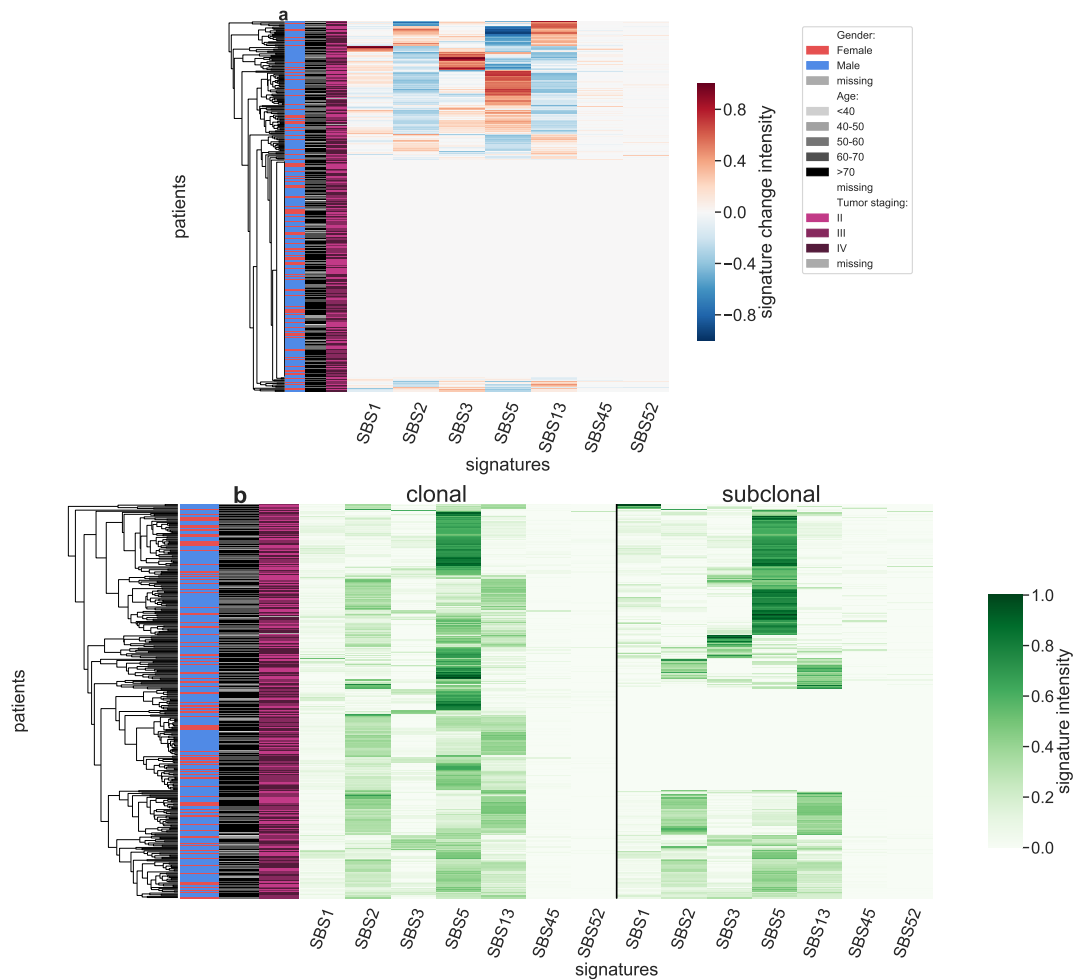 a
patients
SBS1
SBS2
SBS3
SBS5
SBS13
SBS45
SBS52
signatures
0.8
0.4
0.0
−0.4
−0.8
signature change intensity
Gender:
Female
Male
missing
Age:
<40
40-50
50-60
60-70
>70
missing
Tumor staging:
II
III
IV
missing
b
clonal
subclonal
patients
SBS1
SBS2
SBS3
SBS5
SBS13
SBS45
SBS52
SBS1
SBS2
SBS3
SBS5
SBS13
SBS45
SBS52
signatures
1.0
0.8
0.6
0.4
0.2
0.0
signature intensity